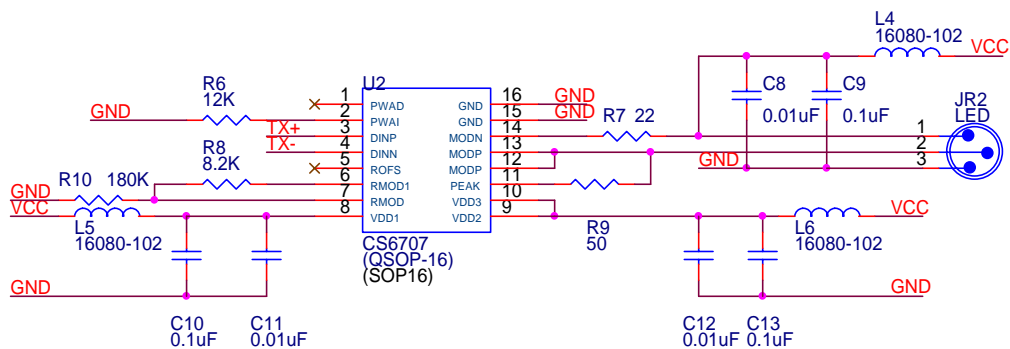 L4
16080-102
VCC
U2
R6
12K
GND
1
2
3
4
5
6
7
8
PWAD
PWAI
DINP
DINN
ROFS
RMOD1
RMOD
VDD1
GND
GND
MODN
MODP
MODP
PEAK
VDD3
VDD2
16
15
14
13
12
11
10
9
GND
GND
R7 22
C8
0.01uF
C9
0.1uF
JR2
LED
1
2
3
GND
TX+
TX-
R8
8.2K
R10 180K
GND
VCC
L5
16080-102
CS6707
(QSOP-16)
(SOP16)
R9
50
VCC
L6
16080-102
GND
GND
C10
0.1uF
C11
0.01uF
C12
0.01uF
C13
0.1uF